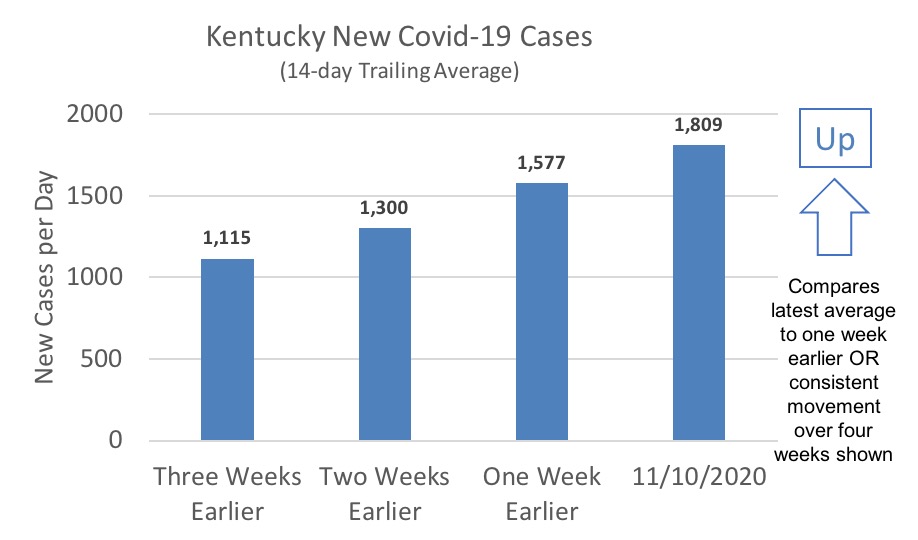 Kentucky New Covid-19 Cases
(14-day Trailing Average)
New Cases per Day
2000
1500
1000
500
0
1,115
1,300
1,577
1,809
Three Weeks
Earlier
Two Weeks
Earlier
One Week
Earlier
11/10/2020
Up
Compares
latest average
to one week
earlier OR
consistent
movement
over four
weeks shown